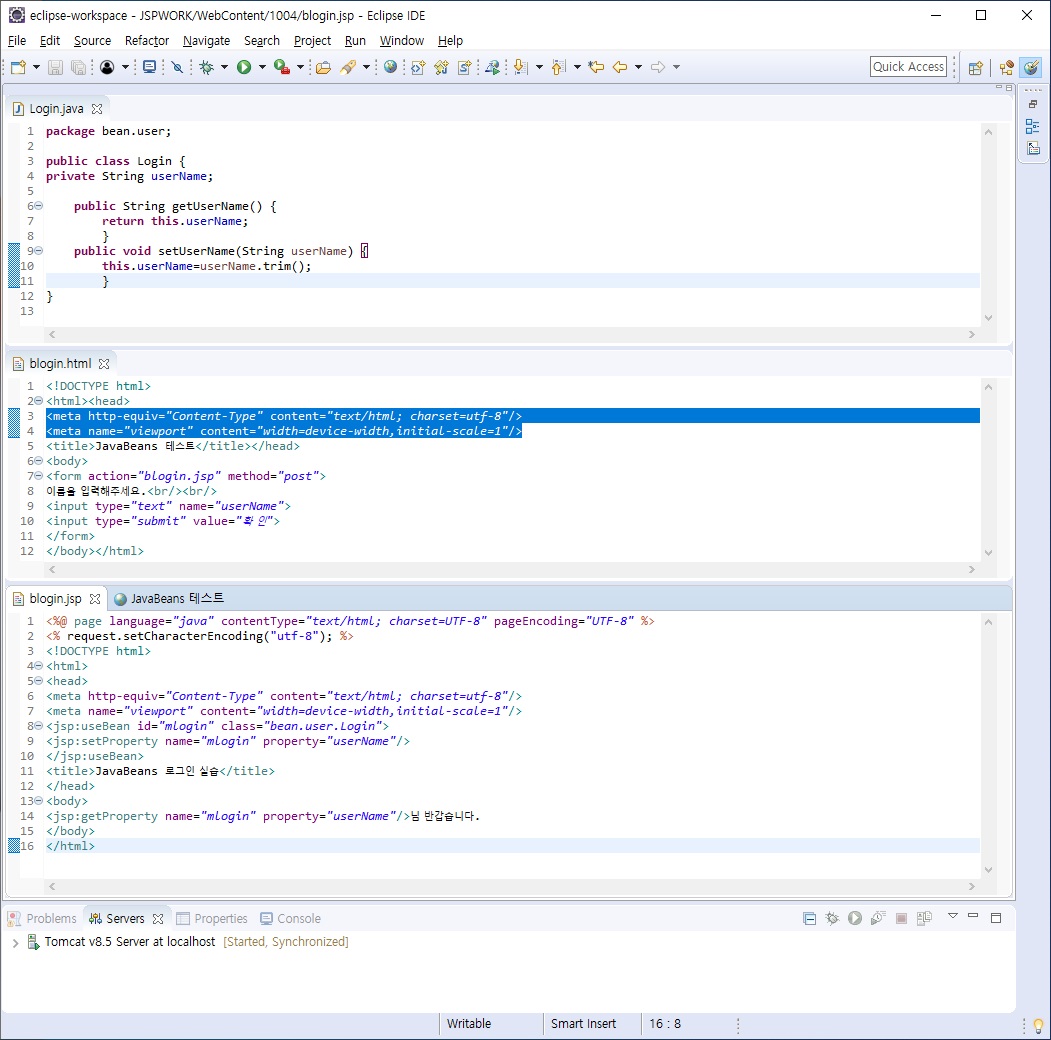 eclipse-workspace - JSPWORK/WebContent/1004/blogin.jsp - Eclipse IDE
File Edit Source Refactor Navigate Search Project Run Window Help
Quick Access
Login.java
1 package bean.user;
2
3 public class Login {
4 private String userName;
5
6 public String getUserName() {
7 return this.userName;
8 }
9 public void setUserName(String userName) {
10 this.userName=userName.trim();
11 }
12 }
13
blogin.html
1 <!DOCTYPE html>
2 <html><head>
3 <meta http-equiv="Content-Type" content="text/html; charset=utf-8"/>
4 <meta name="viewport" content="width=device-width,initial-scale=1"/>
5 <title>JavaBeans 테스트</title></head>
6 <body>
7 <form action="blogin.jsp" method="post">
8 이름을 입력해주세요.<br/><br/>
9 <input type="text" name="userName">
10 <input type="submit" value="확 인">
11 </form>
12 </body></html>
blogin.jsp JavaBeans 테스트
1 <%@ page language="java" contentType="text/html; charset=UTF-8" pageEncoding="UTF-8" %>
2 <% request.setCharacterEncoding("utf-8"); %>
3 <!DOCTYPE html>
4 <html>
5 <head>
6 <meta http-equiv="Content-Type" content="text/html; charset=utf-8"/>
7 <meta name="viewport" content="width=device-width,initial-scale=1"/>
8 <jsp:useBean id="mlogin" class="bean.user.Login">
9 <jsp:setProperty name="mlogin" property="userName"/>
10 </jsp:useBean>
11 <title>JavaBeans 로그인 실습</title>
12 </head>
13 <body>
14 <jsp:getProperty name="mlogin" property="userName"/>님 반갑습니다.
15 </body>
16 </html>
Problems Servers Properties Console
Tomcat v8.5 Server at localhost [Started, Synchronized]
Writable Smart Insert 16 : 8